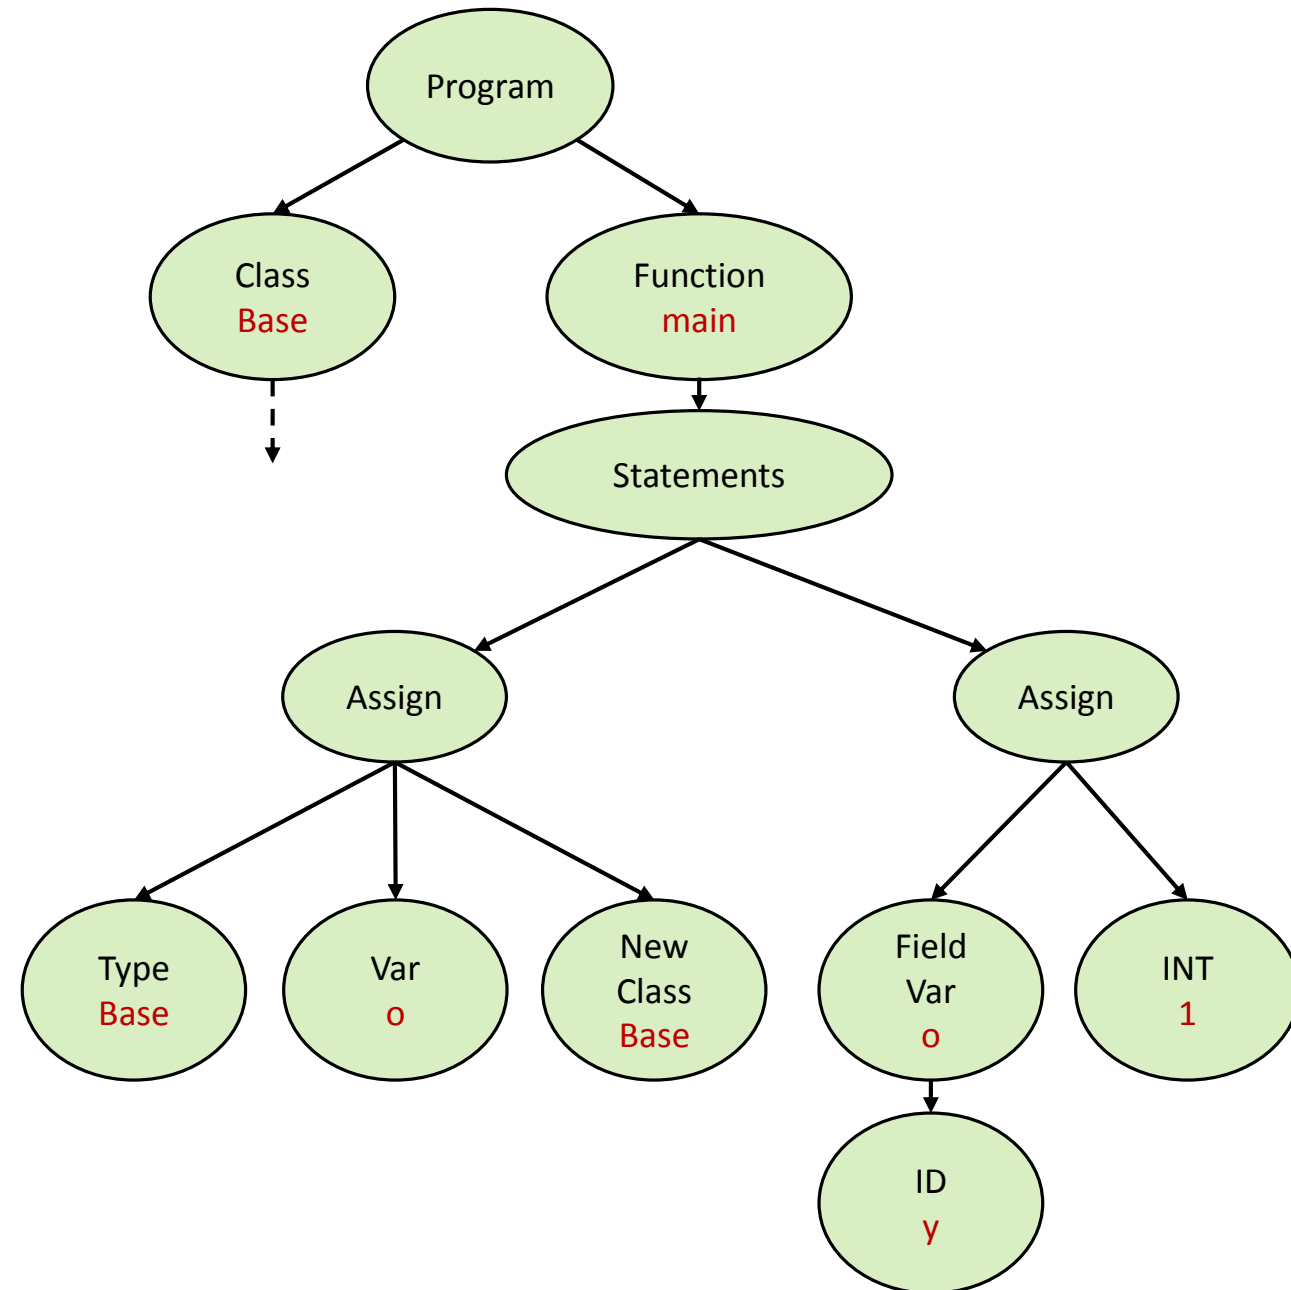 Program
Class
Base
Function
main
Statements
Assign
Assign
Type
Base
Var
o
New
Class
Base
Field
Var
o
INT
1
ID
y